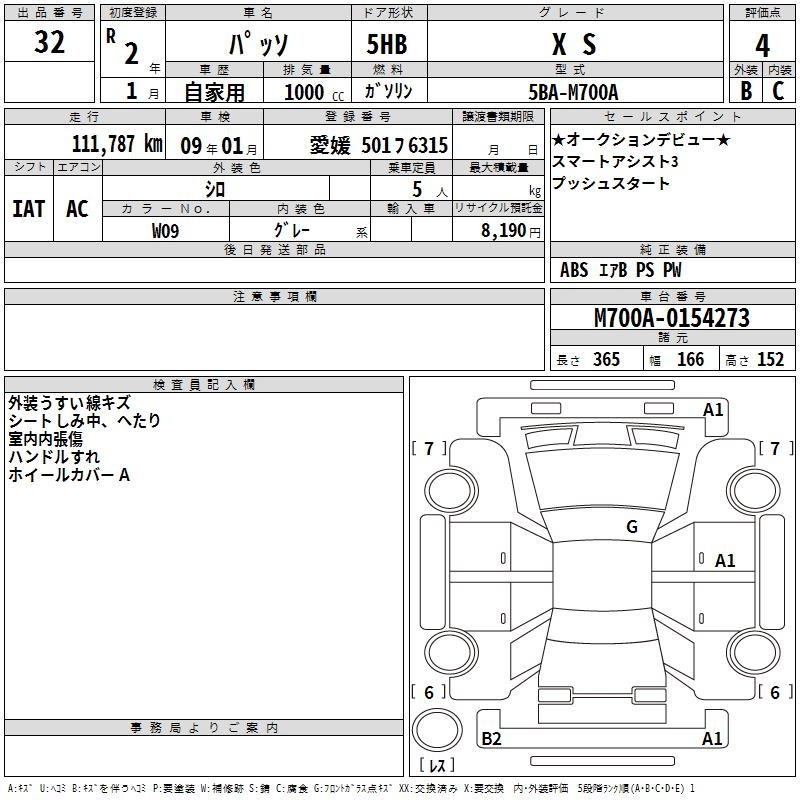 出品番号 初度登録 車名 ドア形状 グレード 評価点
32 R 2 年 パッソ 5HB X S 4
車歴 排気量 燃料 型式 外装 内装
1 月 自家用 1000 CC ガソリン 5BA-M700A B C
走行 車検 登録番号 譲渡書類期限 セールスポイント
111,787 km 09 年 01 月 愛媛 501フ6315 月 日
★オークションデビュー★
スマートアシスト3
プッシュスタート
シフト エアコン 外装色 乗車定員 最大積載量
IAT AC シロ 5 人 kg
カラーNo. 内装色 輸入車 リサイクル預託金
W09 グレー 系 8,190 円
後日発送部品 純正装備
ABS エアB PS PW
注意事項欄 車台番号
M700A-0154273
諸元
長さ 365 幅 166 高さ 152
検査員記入欄
外装うすい線キズ
シートしみ中、へたり
室内内張傷
ハンドルすれ
ホイールカバーA
A1
[ 7 ] [ 7 ]
G
A1
[ 6 ] [ 6 ]
B2 A1
[ レス ]
事務局よりご案内
A:キズ U:ヘコミ B:キズを伴うヘコミ P:要塗装 W:補修跡 S:錆 C:腐食 G:フロントガラス点キズ XX:交換済み X:要交換 内・外装評価 5段階ランク順(A・B・C・D・E) 1